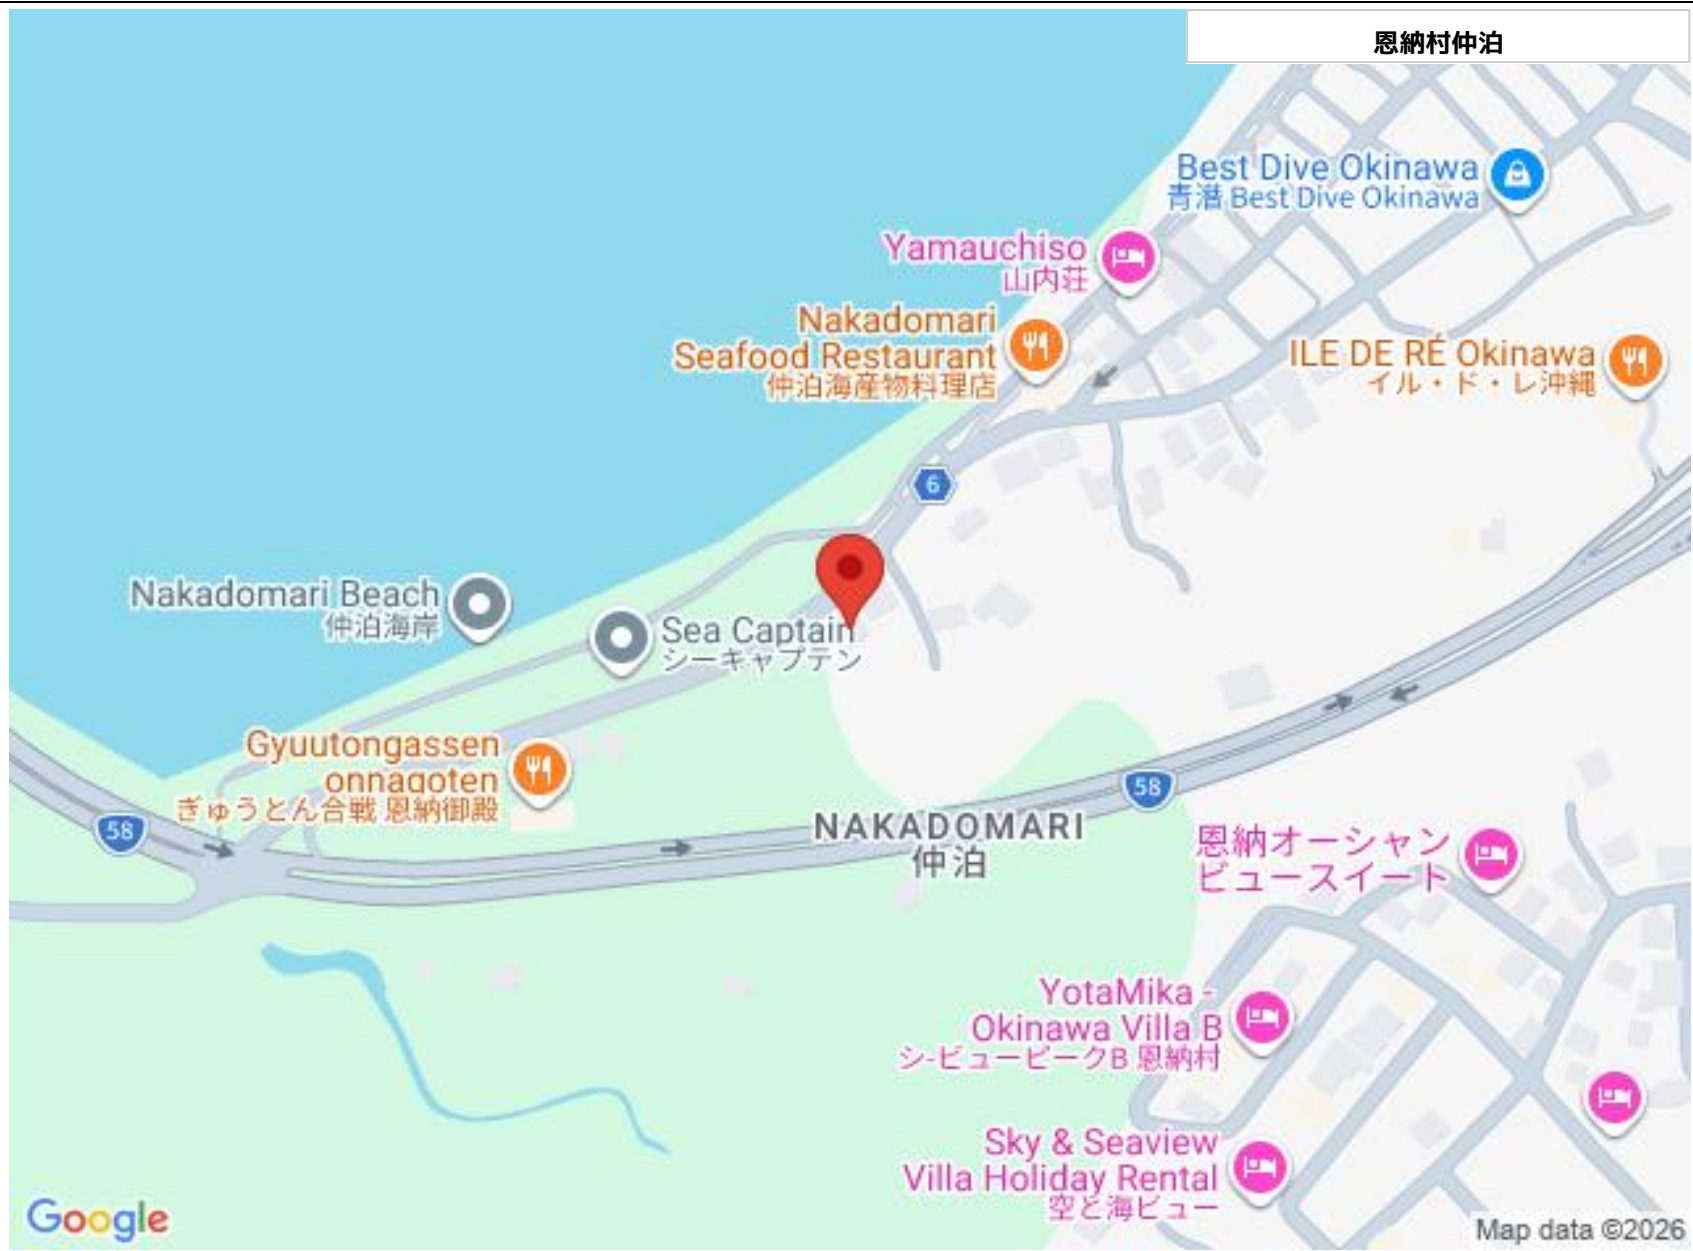 恩納村仲泊
Best Dive Okinawa
青潜 Best Dive Okinawa
Yamauchiso
山内荘
Nakadomari
Seafood Restaurant
仲泊海産物料理店
ILE DE RÉ Okinawa
イル・ド・レ沖縄
6
Nakadomari Beach
仲泊海岸
Sea Captain
シーキャプテン
Gyuutongassen
onnagoten
ぎゅうとん合戦 恩納御殿
58
58
NAKADOMARI
仲泊
恩納オーシャン
ビュースイート
YotaMika -
Okinawa Villa B
シ-ビューピークB 恩納村
Sky & Seaview
Villa Holiday Rental
空と海ビュー
Google
Map data ©2026